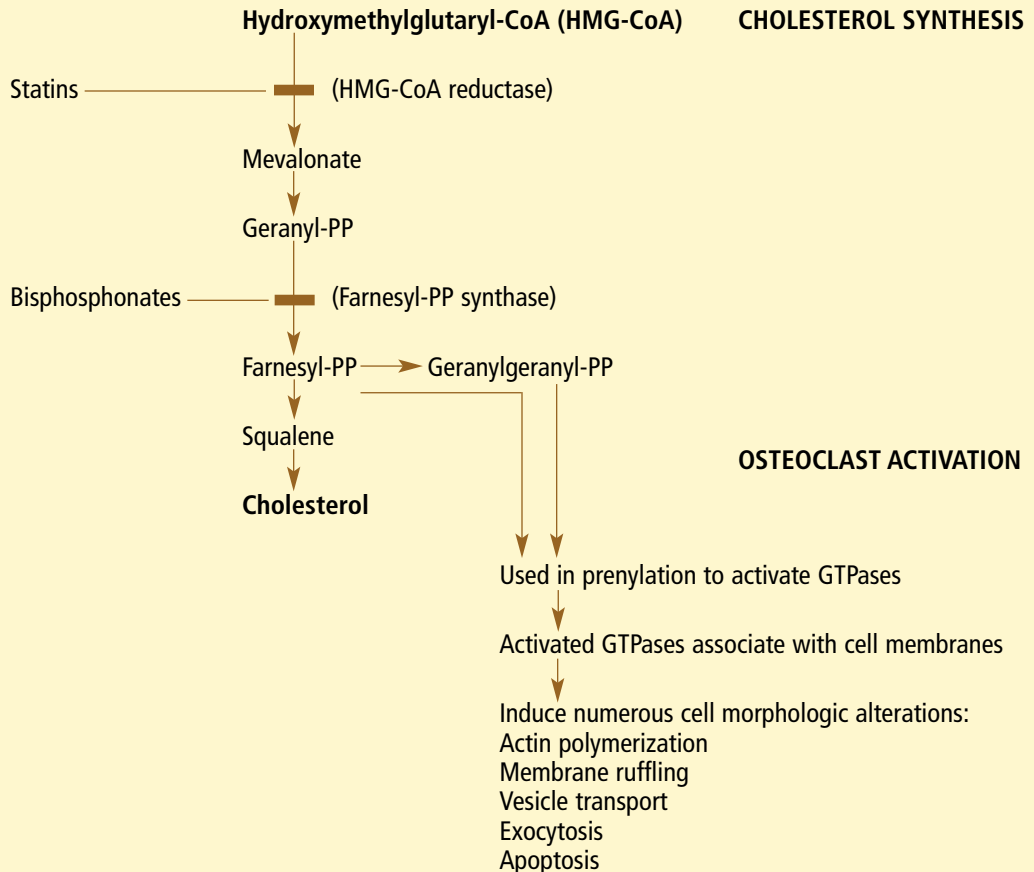 Hydroxymethylglutaryl-CoA (HMG-CoA) CHOLESTEROL SYNTHESIS
Statins (HMG-CoA reductase)
Mevalonate
Geranyl-PP
Bisphosphonates (Farnesyl-PP synthase)
Farnesyl-PP Geranylgeranyl-PP
Squalene
OSTEOCLAST ACTIVATION
Cholesterol
Used in prenylation to activate GTPases
Activated GTPases associate with cell membranes
Induce numerous cell morphologic alterations:
Actin polymerization
Membrane ruffling
Vesicle transport
Exocytosis
Apoptosis